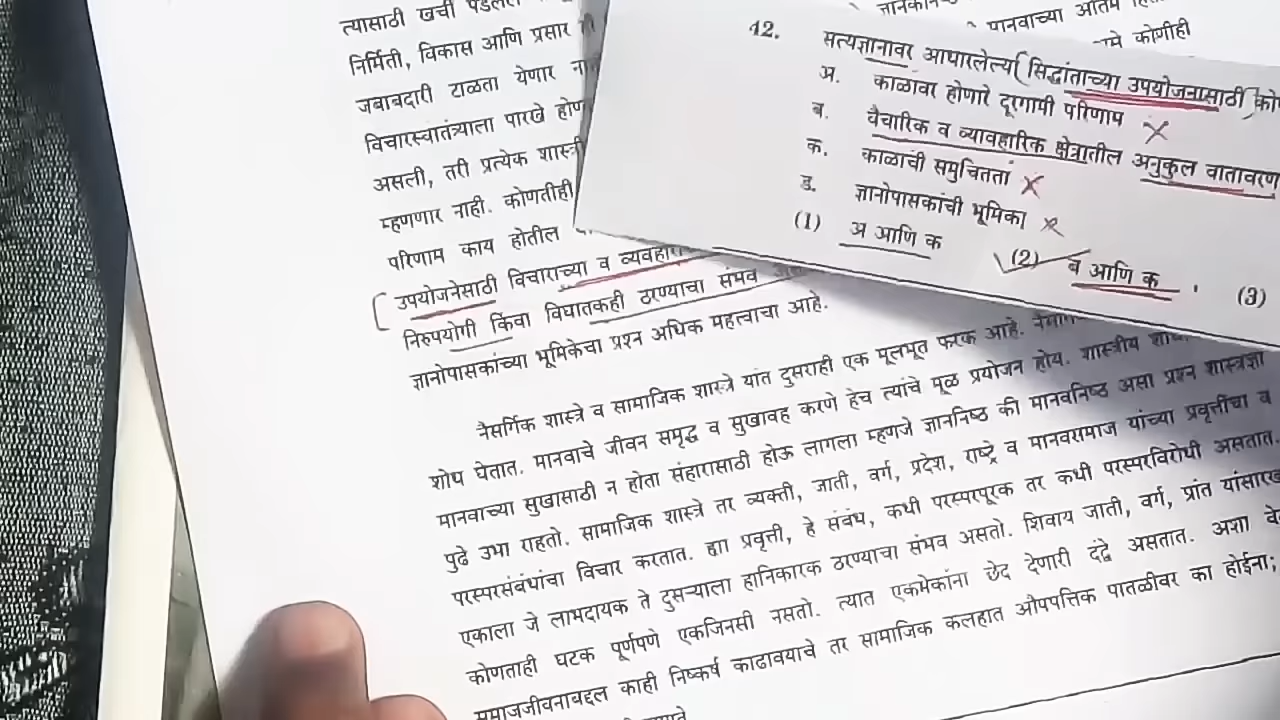 त्यासाठी खर्ची
निर्मिती, विकास आणि प्रसार
जबाबदारी टाळता येणार
विचारस्वातंत्र्याला पारखे
असली, तरी प्रत्येक
म्हणणार नाही. कोणतीही
परिणाम काय होतील
उपयोजनेसाठी विचाराच्या व
निरुपयोगी किंवा विघातकही ठरण्याचा संभव
ज्ञानोपासकांच्या भूमिकेचा प्रश्न अधिक महत्त्वाचा आहे.
मानवाच्या अंतिम
कोणीही
42. सत्यज्ञानावर आधारलेल्या सिद्धांताच्या उपयोजनासाठी
अ. काळावर होणारे दूरगामी परिणाम
ब. वैचारिक व व्यावहारिक क्षेत्रातील अनुकुल वातावरण
क. काळाची समुचितता
ड. ज्ञानोपासकांची भूमिका
(1) अ आणि क (2) ब आणि क (3)
नैसर्गिक शास्त्रे व सामाजिक शास्त्रे यांत दुसराही एक मूलभूत फरक आहे.
शोध घेतात. मानवाचे जीवन समृद्ध व सुखावह करणे हेच त्यांचे मूळ प्रयोजन होय. शास्त्रीय
मानवाच्या सुखासाठी न होता संहारासाठी होऊ लागला म्हणजे ज्ञाननिष्ठ की मानवनिष्ठ असा प्रश्न शास्त्रज्ञा
पुढे उभा राहतो. सामाजिक शास्त्रे तर व्यक्ती, जाती, वर्ग, प्रदेश, राष्ट्रे व मानवसमाज यांच्या प्रवृत्तींचा व
परस्परसंबंधांचा विचार करतात. ह्या प्रवृत्ती, हे संबंध, कधी परस्परपूरक तर कधी परस्परविरोधी असतात.
एकाला जे लाभदायक ते दुसऱ्याला हानिकारक ठरण्याचा संभव असतो. शिवाय जाती, वर्ग, प्रांत यांसारखा
कोणताही घटक पूर्णपणे एकजिनसी नसतो. त्यात एकमेकांना छेद देणारी द्वंद्वे असतात. अशा
समाजजीवनाबद्दल काही निष्कर्ष काढावयाचे तर सामाजिक कलहात औपपत्तिक पातळीवर का होईना;